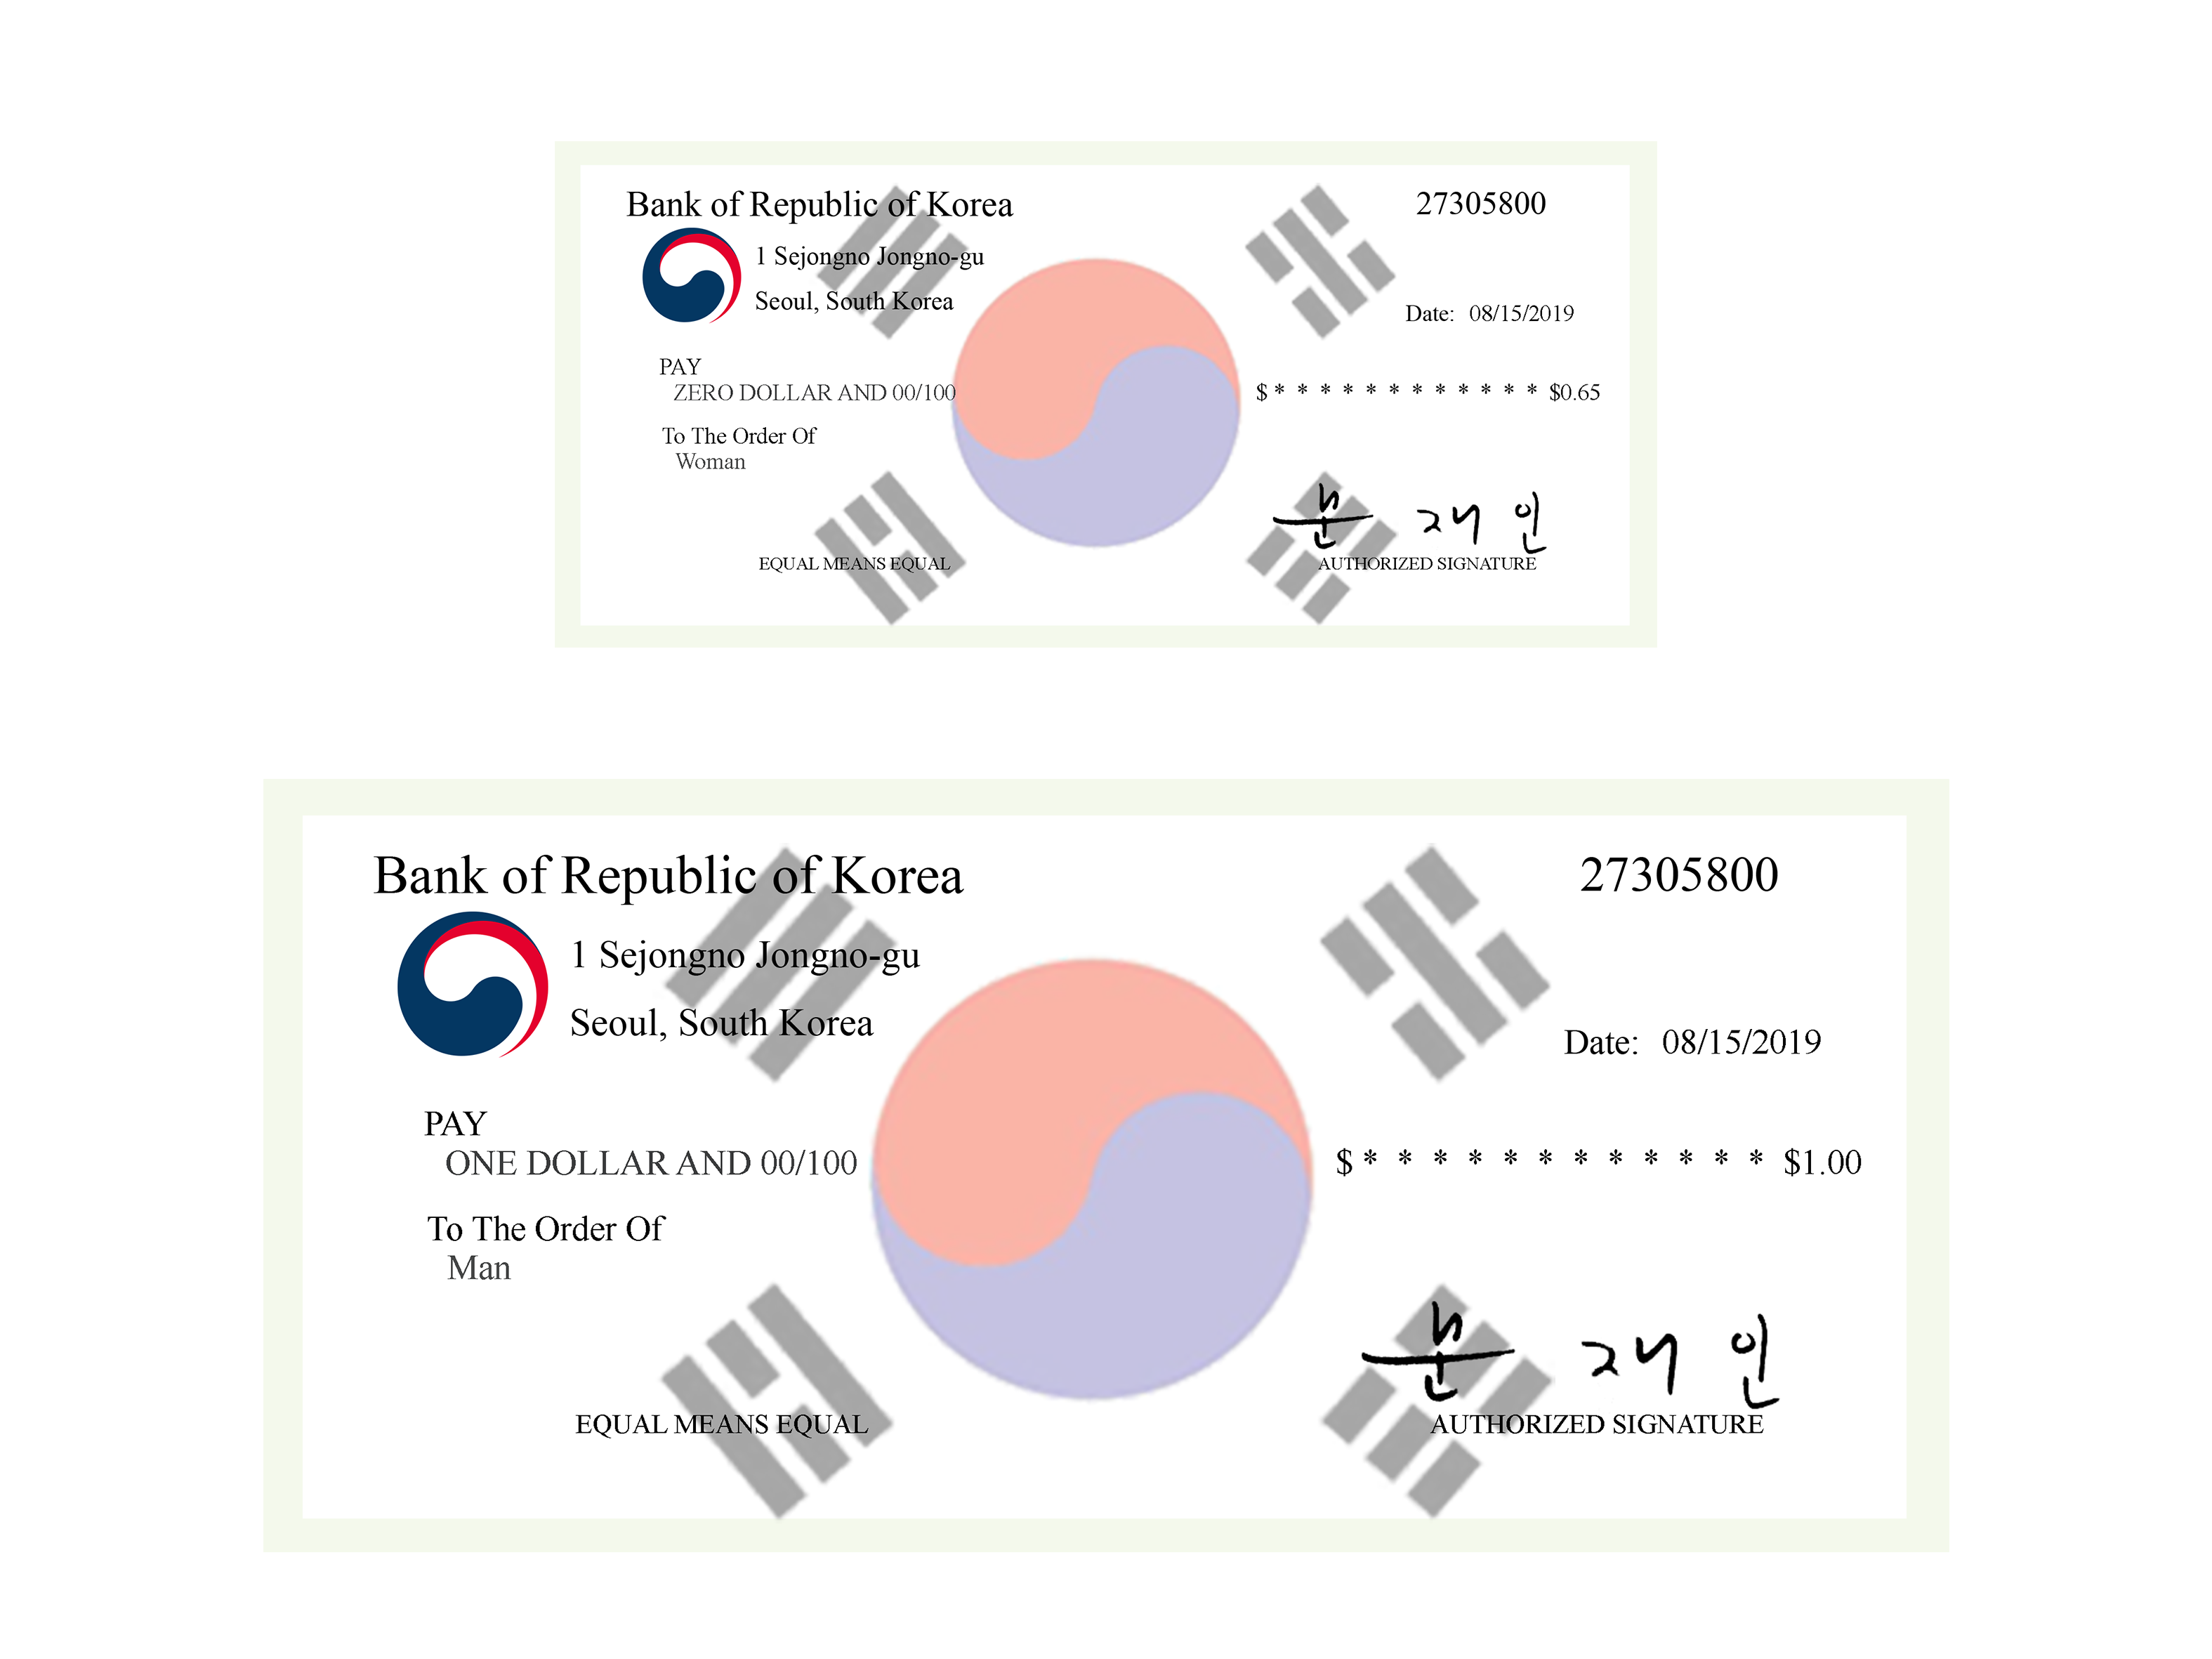 Bank of Republic of Korea 27305800
1 Sejongno Jongno-gu
Seoul, South Korea
Date: 08/15/2019
PAY
ZERO DOLLAR AND 00/100 $ * * * * * * * * * * * * $0.65
To The Order Of
Woman
문 재 인
EQUAL MEANS EQUAL AUTHORIZED SIGNATURE
Bank of Republic of Korea 27305800
1 Sejongno Jongno-gu
Seoul, South Korea
Date: 08/15/2019
PAY
ONE DOLLAR AND 00/100 $ * * * * * * * * * * * * $1.00
To The Order Of
Man
문 재 인
EQUAL MEANS EQUAL AUTHORIZED SIGNATURE